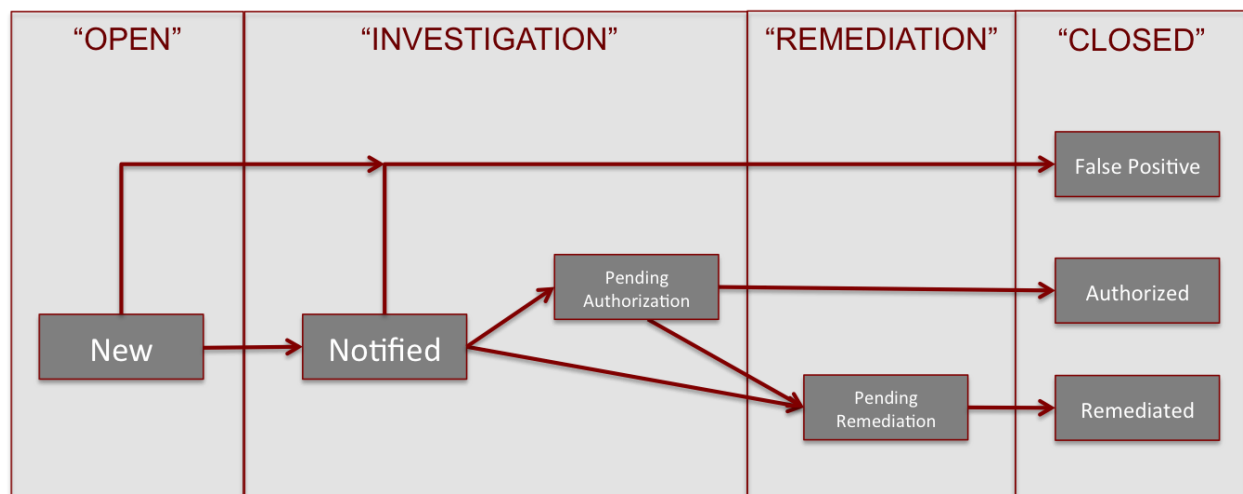 “OPEN”
“INVESTIGATION”
“REMEDIATION”
“CLOSED”
False Positive
Pending
Authorization
Authorized
New
Notified
Pending
Remediation
Remediated